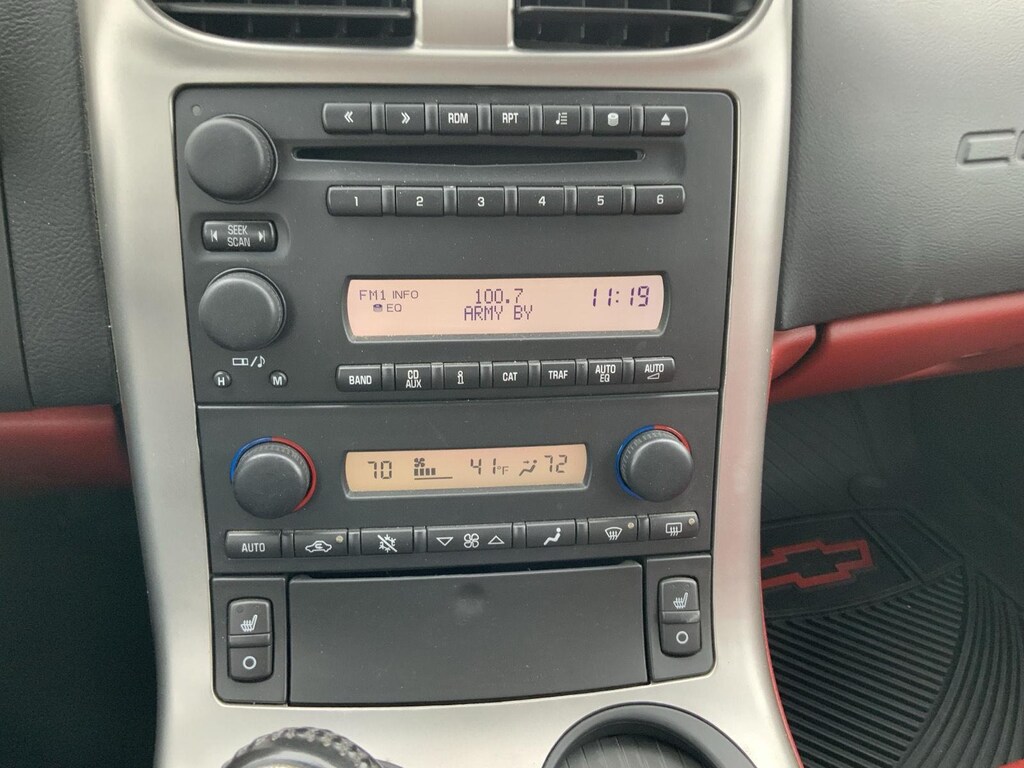 RDM RPT
1 2 3 4 5 6
SEEK
SCAN
FM1 INFO 100.7 11:19
EQ ARMY BY
H M
BAND CD AUX i CAT TRAF AUTO EQ AUTO
70 41°F 72
AUTO